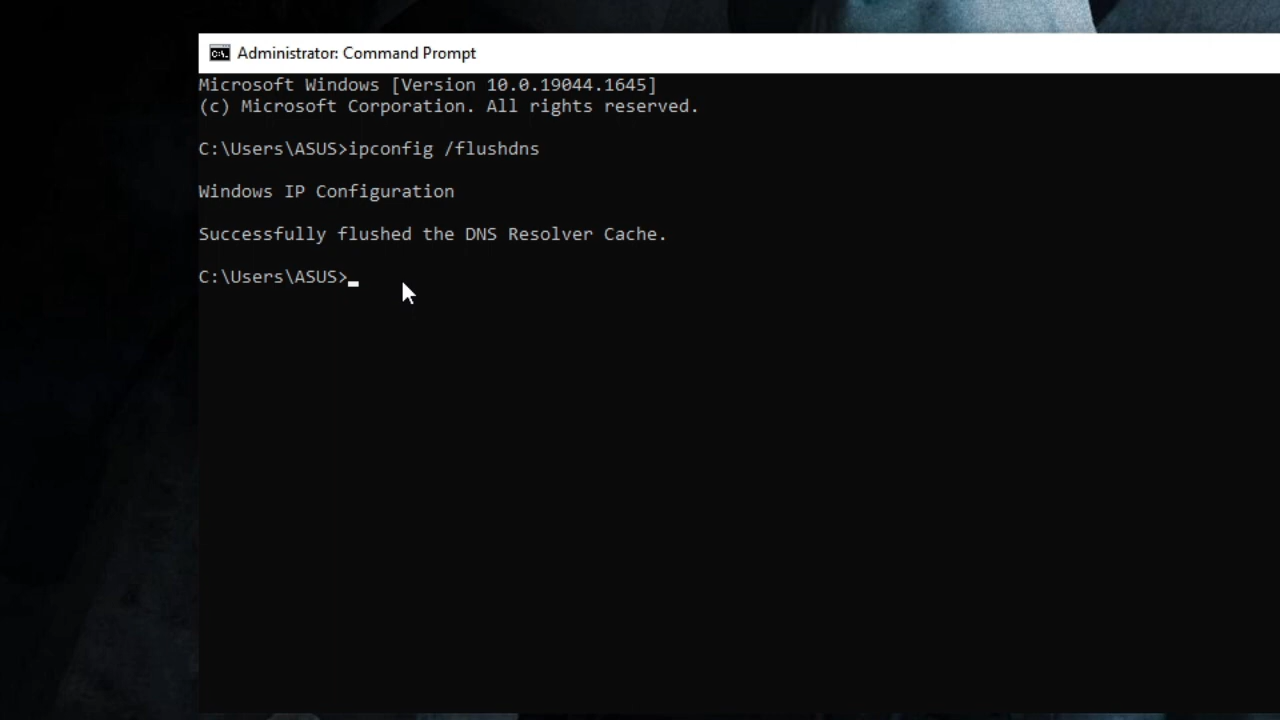 Administrator: Command Prompt
Microsoft Windows [Version 10.0.19044.1645]
(c) Microsoft Corporation. All rights reserved.
C:\Users\ASUS>ipconfig /flushdns
Windows IP Configuration
Successfully flushed the DNS Resolver Cache.
C:\Users\ASUS>